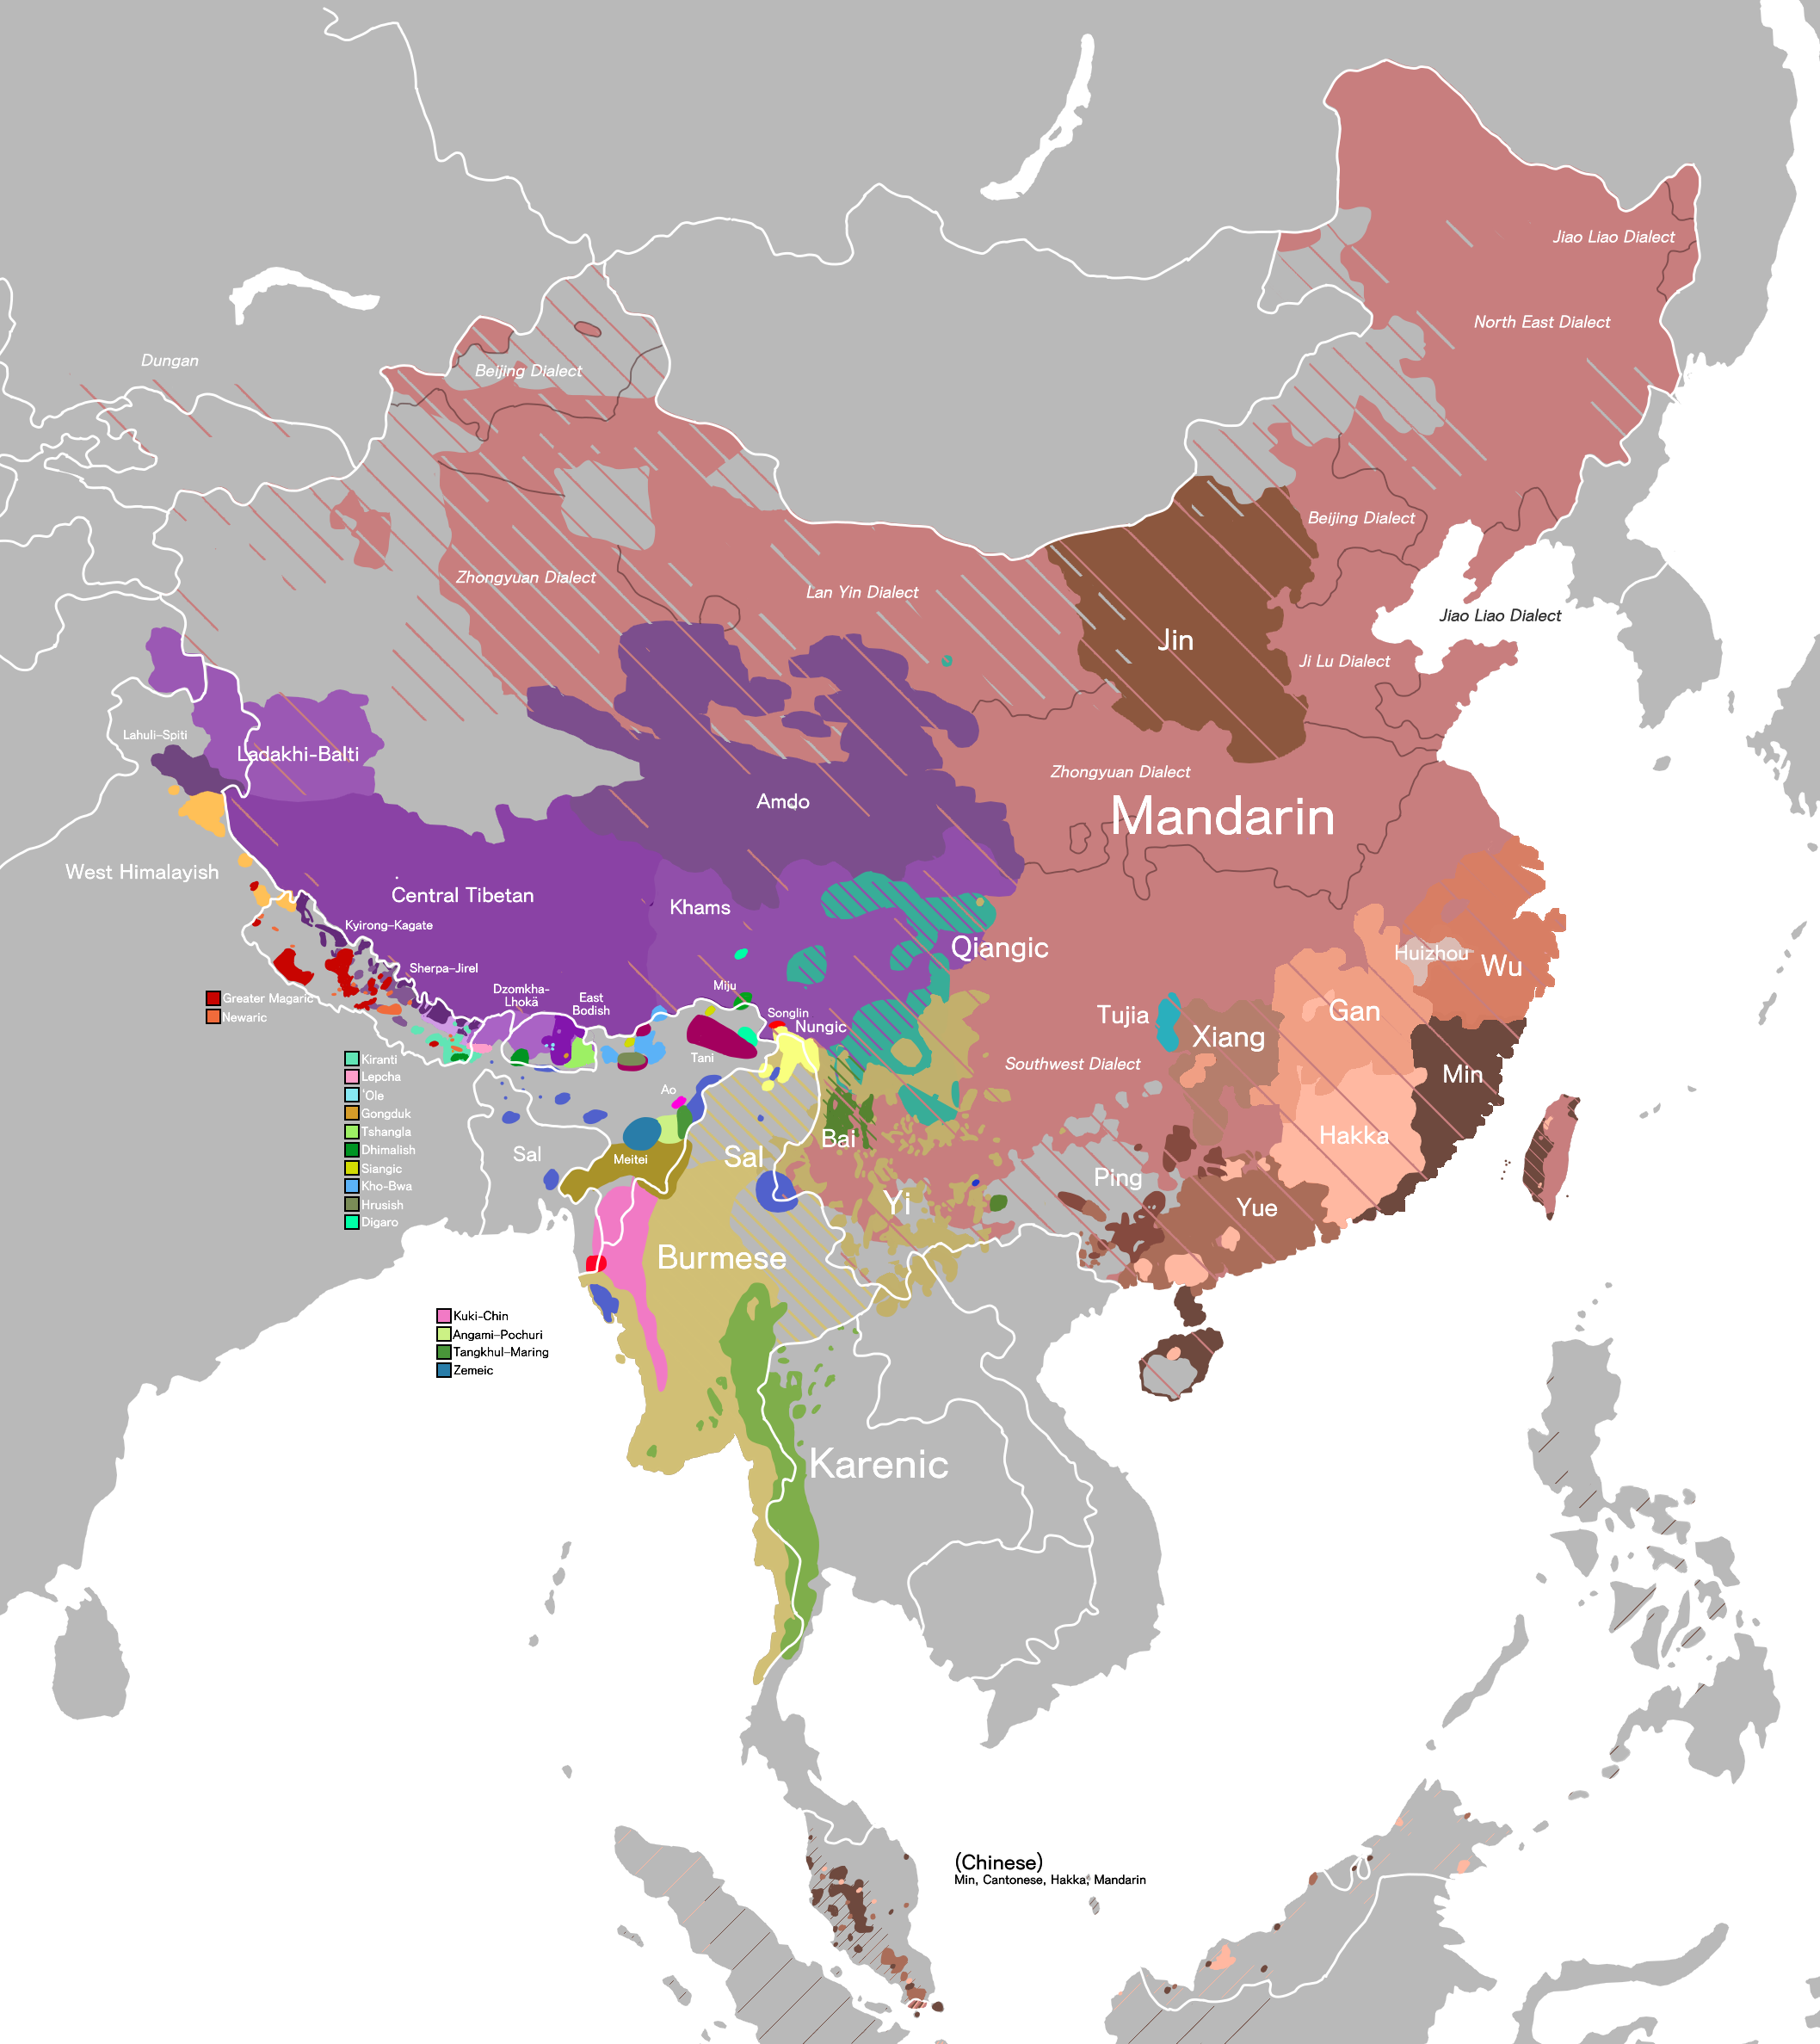 Jiao Liao Dialect
North East Dialect
Dungan
Beijing Dialect
Beijing Dialect
Zhongyuan Dialect
Lan Yin Dialect
Jiao Liao Dialect
Jin
Ji Lu Dialect
Lahuli-Spiti
Ladakhi-Balti
Zhongyuan Dialect
Amdo
Mandarin
West Himalayish
Central Tibetan
Khams
Kyirong-Kagate
Qiangic
Huizhou
Wu
Sherpa-Jirel
Greater Magaric
Newaric
Dzomkha-
Lhokä
East
Bodish
Miju
Songlin
Nungic
Tani
Tujia
Xiang
Gan
Southwest Dialect
Min
Kiranti
Lepcha
'Ole
Gongduk
Tshangla
Dhimalish
Siangic
Kho-Bwa
Hrusish
Digaro
Ao
Bai
Hakka
Sal
Meitei
Sal
Ping
Yi
Yue
Burmese
Kuki-Chin
Angami-Pochuri
Tangkhul-Maring
Zemeic
Karenic
(Chinese)
Min, Cantonese, Hakka, Mandarin